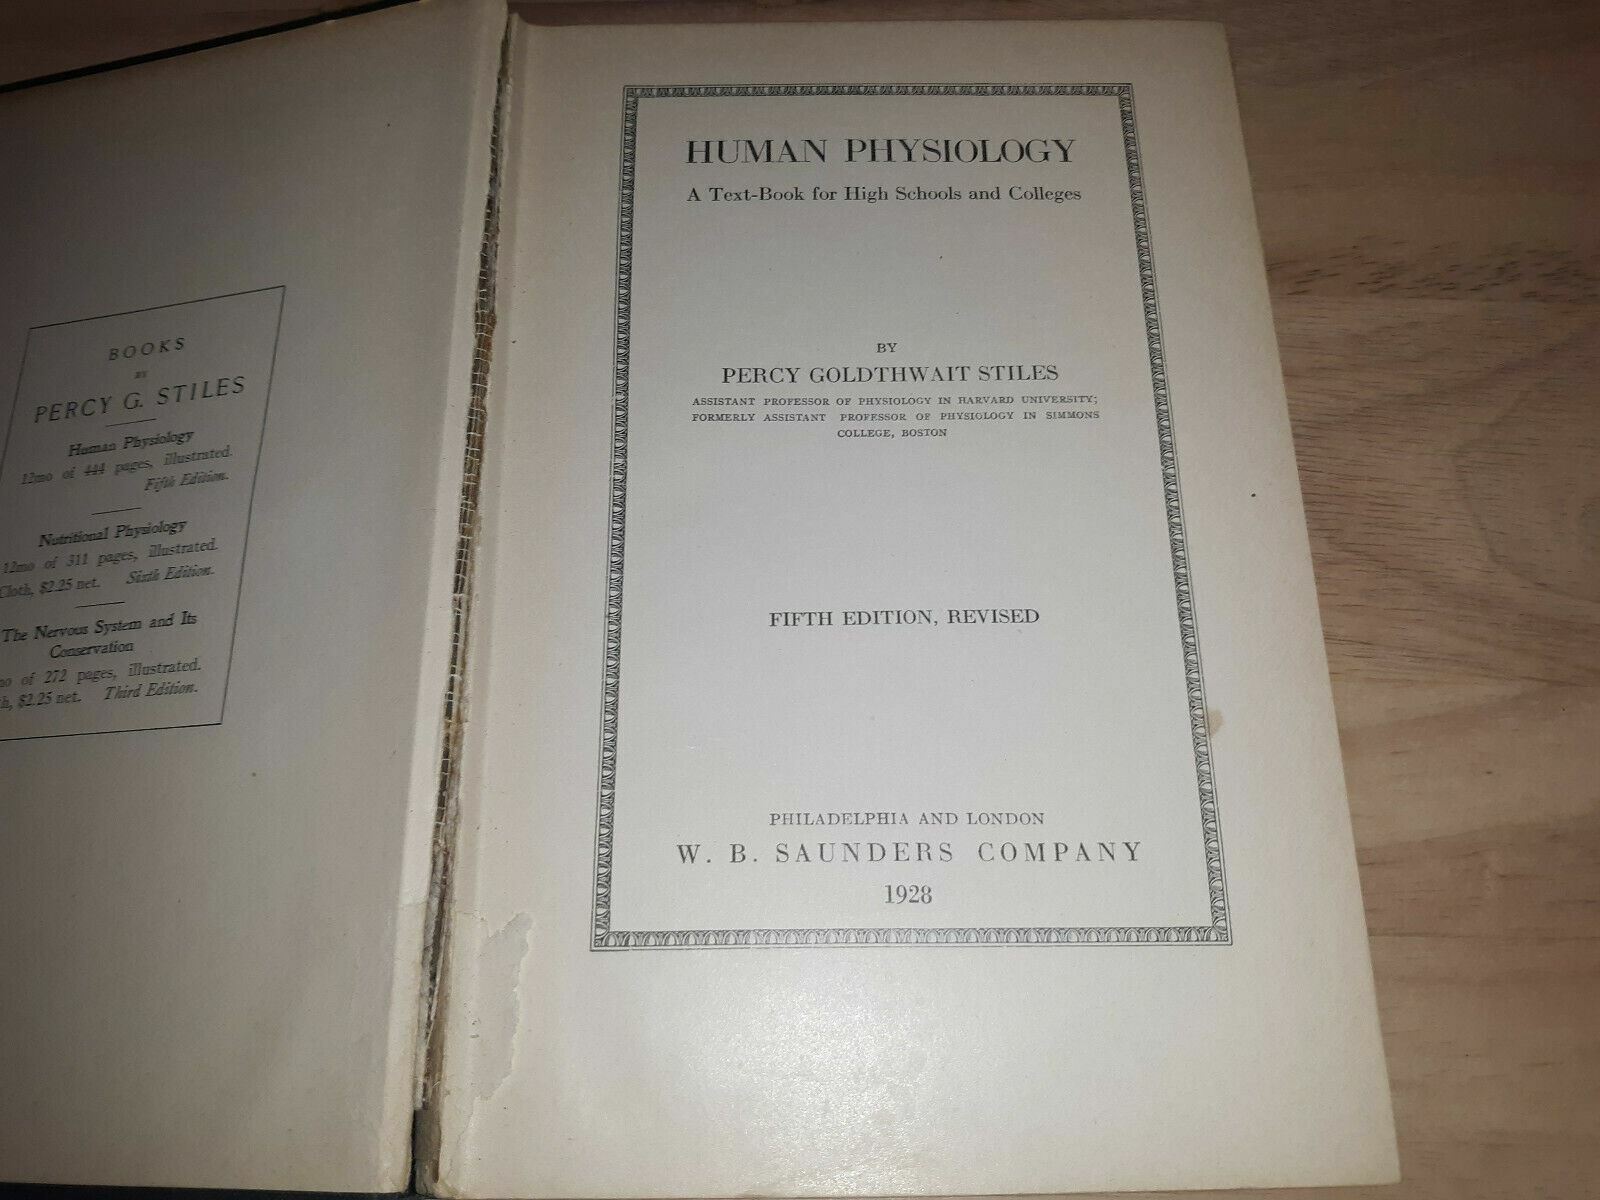 BOOKS
BY
PERCY G. STILES
Human Physiology
12mo of 444 pages, illustrated.
Fifth Edition.
Nutritional Physiology
12mo of 311 pages, illustrated.
Cloth, $2.25 net. Sixth Edition.
The Nervous System and Its
Conservation
of 272 pages, illustrated.
$2.25 net. Third Edition.
HUMAN PHYSIOLOGY
A Text-Book for High Schools and Colleges
BY
PERCY GOLDTHWAIT STILES
ASSISTANT PROFESSOR OF PHYSIOLOGY IN HARVARD UNIVERSITY;
FORMERLY ASSISTANT PROFESSOR OF PHYSIOLOGY IN SIMMONS
COLLEGE, BOSTON
FIFTH EDITION, REVISED
PHILADELPHIA AND LONDON
W. B. SAUNDERS COMPANY
1928